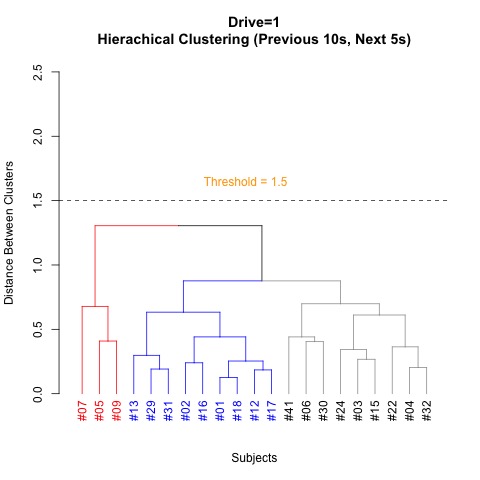 Drive=1
Hierachical Clustering (Previous 10s, Next 5s)
Distance Between Clusters
2.5
2.0
1.5
1.0
0.5
0.0
Threshold = 1.5
#07 #05 #09 #13 #29 #31 #02 #16 #01 #18 #12 #17 #41 #06 #30 #24 #03 #15 #22 #04 #32
Subjects